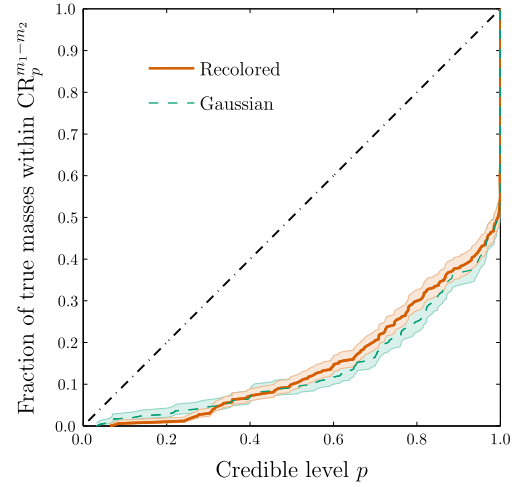 Fraction of true masses within CR_p^{m_1−m_2}
1.0
0.9
0.8
0.7
0.6
0.5
0.4
0.3
0.2
0.1
0.0
Recolored
Gaussian
0.0 0.2 0.4 0.6 0.8 1.0
Credible level p